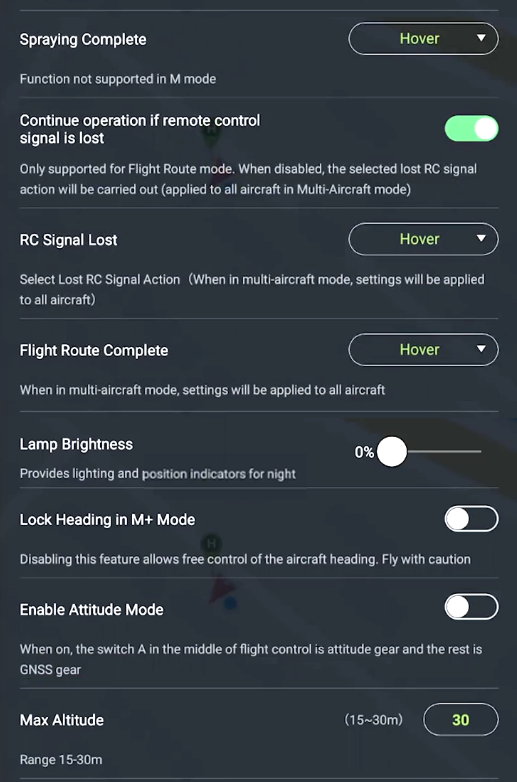 Spraying Complete
Hover
Function not supported in M mode
Continue operation if remote control
signal is lost
Only supported for Flight Route mode. When disabled, the selected lost RC signal
action will be carried out (applied to all aircraft in Multi-Aircraft mode)
RC Signal Lost
Hover
Select Lost RC Signal Action（When in multi-aircraft mode, settings will be applied
to all aircraft）
Flight Route Complete
Hover
When in multi-aircraft mode, settings will be applied to all aircraft
Lamp Brightness
0%
Provides lighting and position indicators for night
Lock Heading in M+ Mode
H
Disabling this feature allows free control of the aircraft heading. Fly with caution
Enable Attitude Mode
When on, the switch A in the middle of flight control is attitude gear and the rest is
GNSS gear
Max Altitude
（15~30m）
30
Range 15-30m